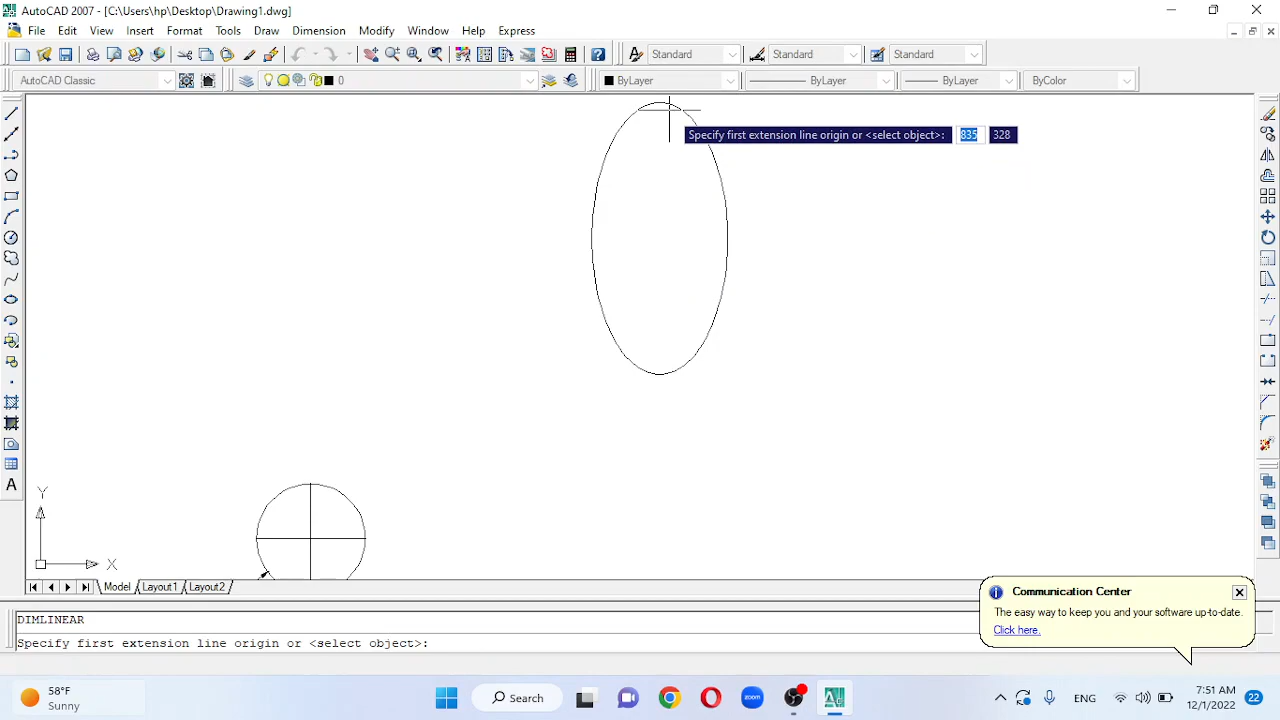 AutoCAD 2007 - [C:\Users\hp\Desktop\Drawing1.dwg]
File Edit View Insert Format Tools Draw Dimension Modify Window Help Express
Standard Standard Standard
AutoCAD Classic 0 ByLayer ByLayer ByLayer ByColor
Specify first extension line origin or <select object>: 835 328
A
Y
X
Model Layout1 Layout2
Communication Center
The easy way to keep you and your software up-to-date.
Click here.
DIMLINEAR
Specify first extension line origin or <select object>:
58°F
Sunny
Search
zoom
ENG
7:51 AM
12/1/2022
22